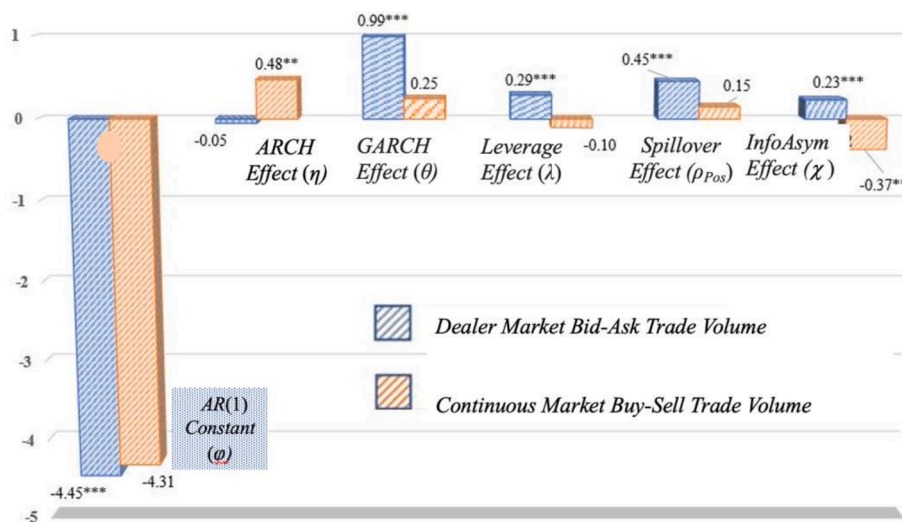 1
0
-1
-2
-3
-4
-5
0.99***
0.48**
0.25
0.29***
0.45***
0.15
0.23***
-0.05
-0.10
-0.37**
ARCH
Effect (η)
GARCH
Effect (θ)
Leverage
Effect (λ)
Spillover
Effect (ρPos)
InfoAsym
Effect (χ)
Dealer Market Bid-Ask Trade Volume
Continuous Market Buy-Sell Trade Volume
AR(1)
Constant
(φ)
-4.45***
-4.31